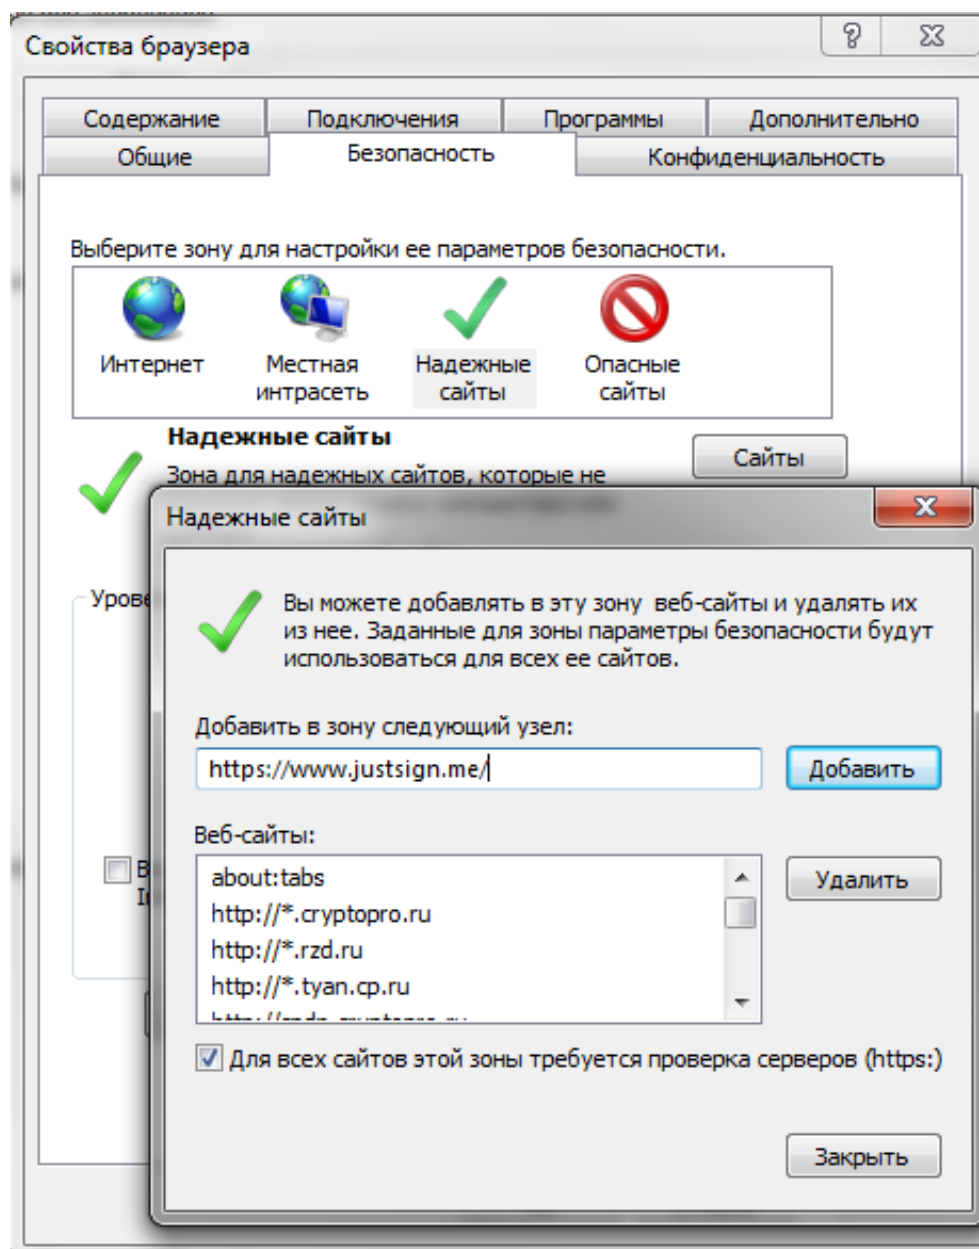 Свойства браузера
Содержание Подключения Программы Дополнительно
Общие Безопасность Конфиденциальность
Выберите зону для настройки ее параметров безопасности.
Интернет Местная интрасеть Надежные сайты Опасные сайты
Надежные сайты
Сайты
Зона для надежных сайтов, которые не
Надежные сайты
Вы можете добавлять в эту зону веб-сайты и удалять их
из нее. Заданные для зоны параметры безопасности будут
использоваться для всех ее сайтов.
Добавить в зону следующий узел:
https://www.justsign.me/ Добавить
Веб-сайты:
about:tabs
Удалить
http://*.cryptopro.ru
http://*.rzd.ru
http://*.tyan.cp.ru
Для всех сайтов этой зоны требуется проверка серверов (https:)
Закрыть